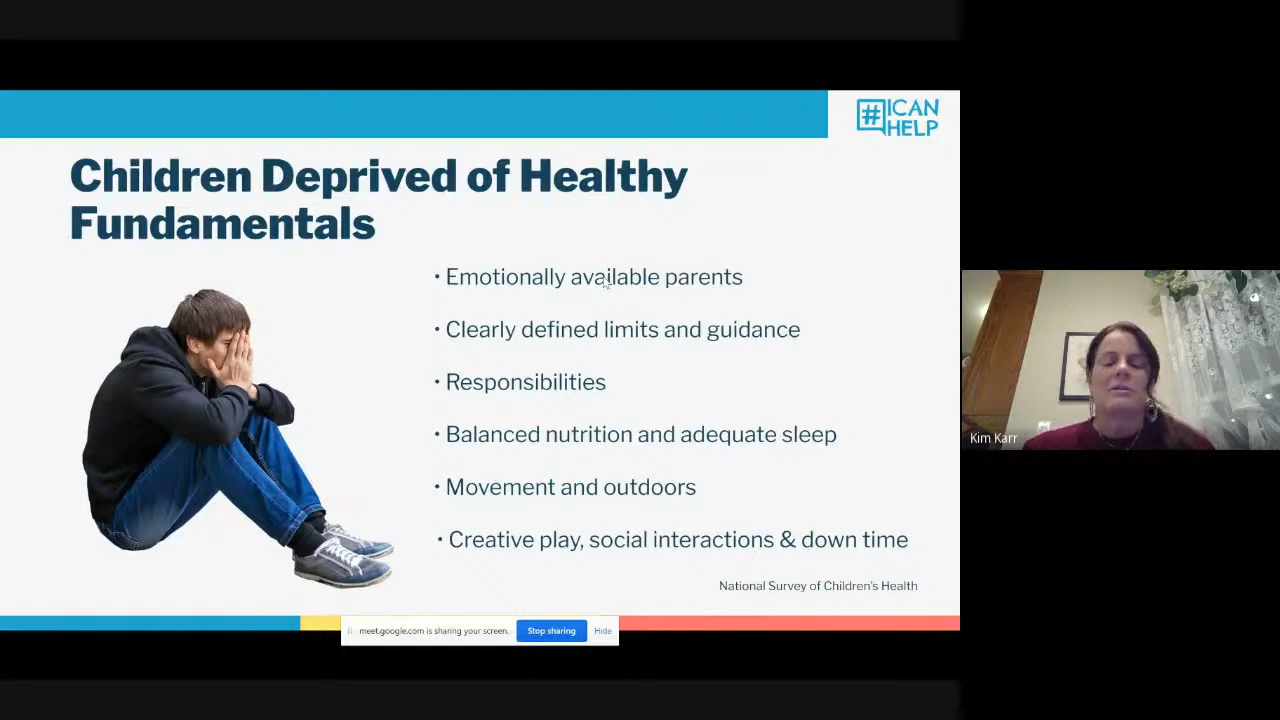 #ICAN
HELP
Children Deprived of Healthy
Fundamentals
• Emotionally available parents
• Clearly defined limits and guidance
• Responsibilities
• Balanced nutrition and adequate sleep
• Movement and outdoors
• Creative play, social interactions & down time
National Survey of Children's Health
meet.google.com is sharing your screen. Stop sharing Hide
Kim Karr